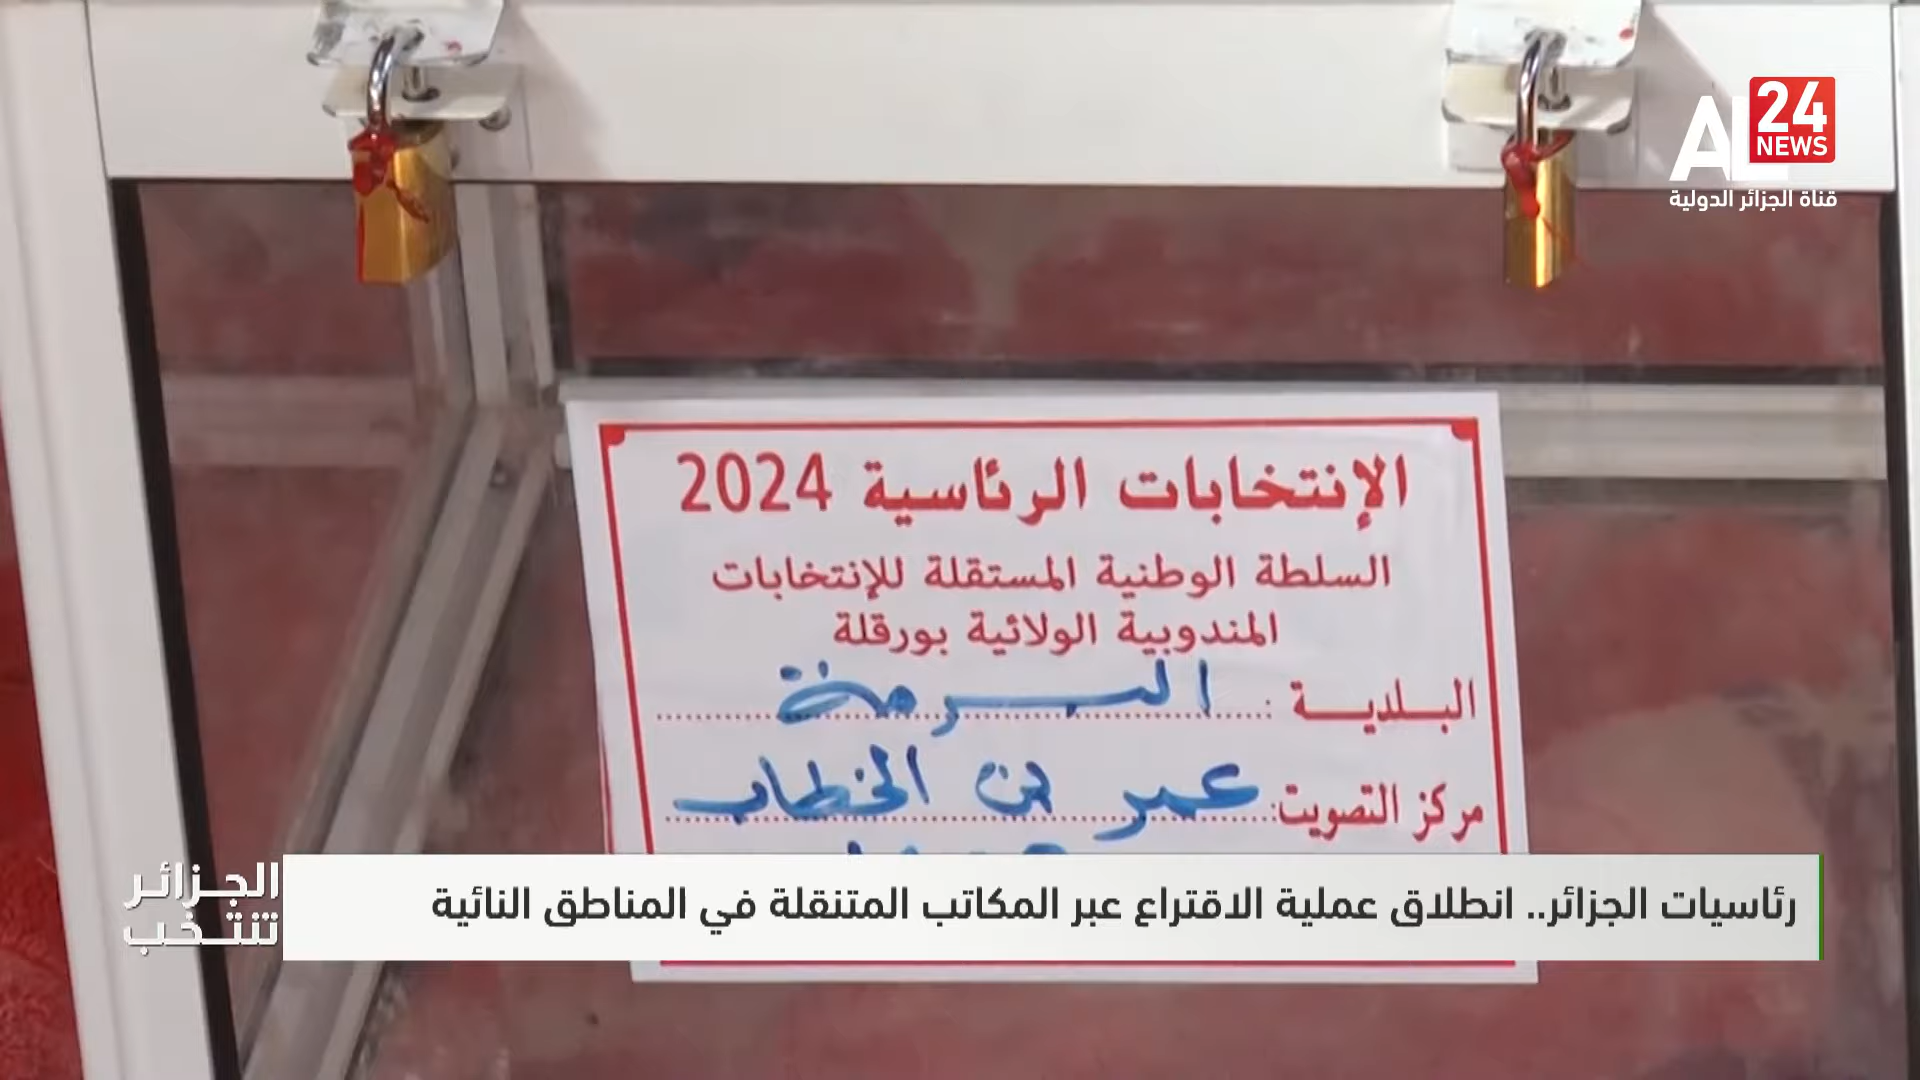 AL 24 NEWS
قناة الجزائر الدولية
الإنتخابات الرئاسية 2024
السلطة الوطنية المستقلة للإنتخابات
المندوبية الولائية بورقلة
البلدية : البرمة
مركز التصويت: عمر بن الخطاب
الجزائر
تنتخب
رئاسيات الجزائر.. انطلاق عملية الاقتراع عبر المكاتب المتنقلة في المناطق النائية